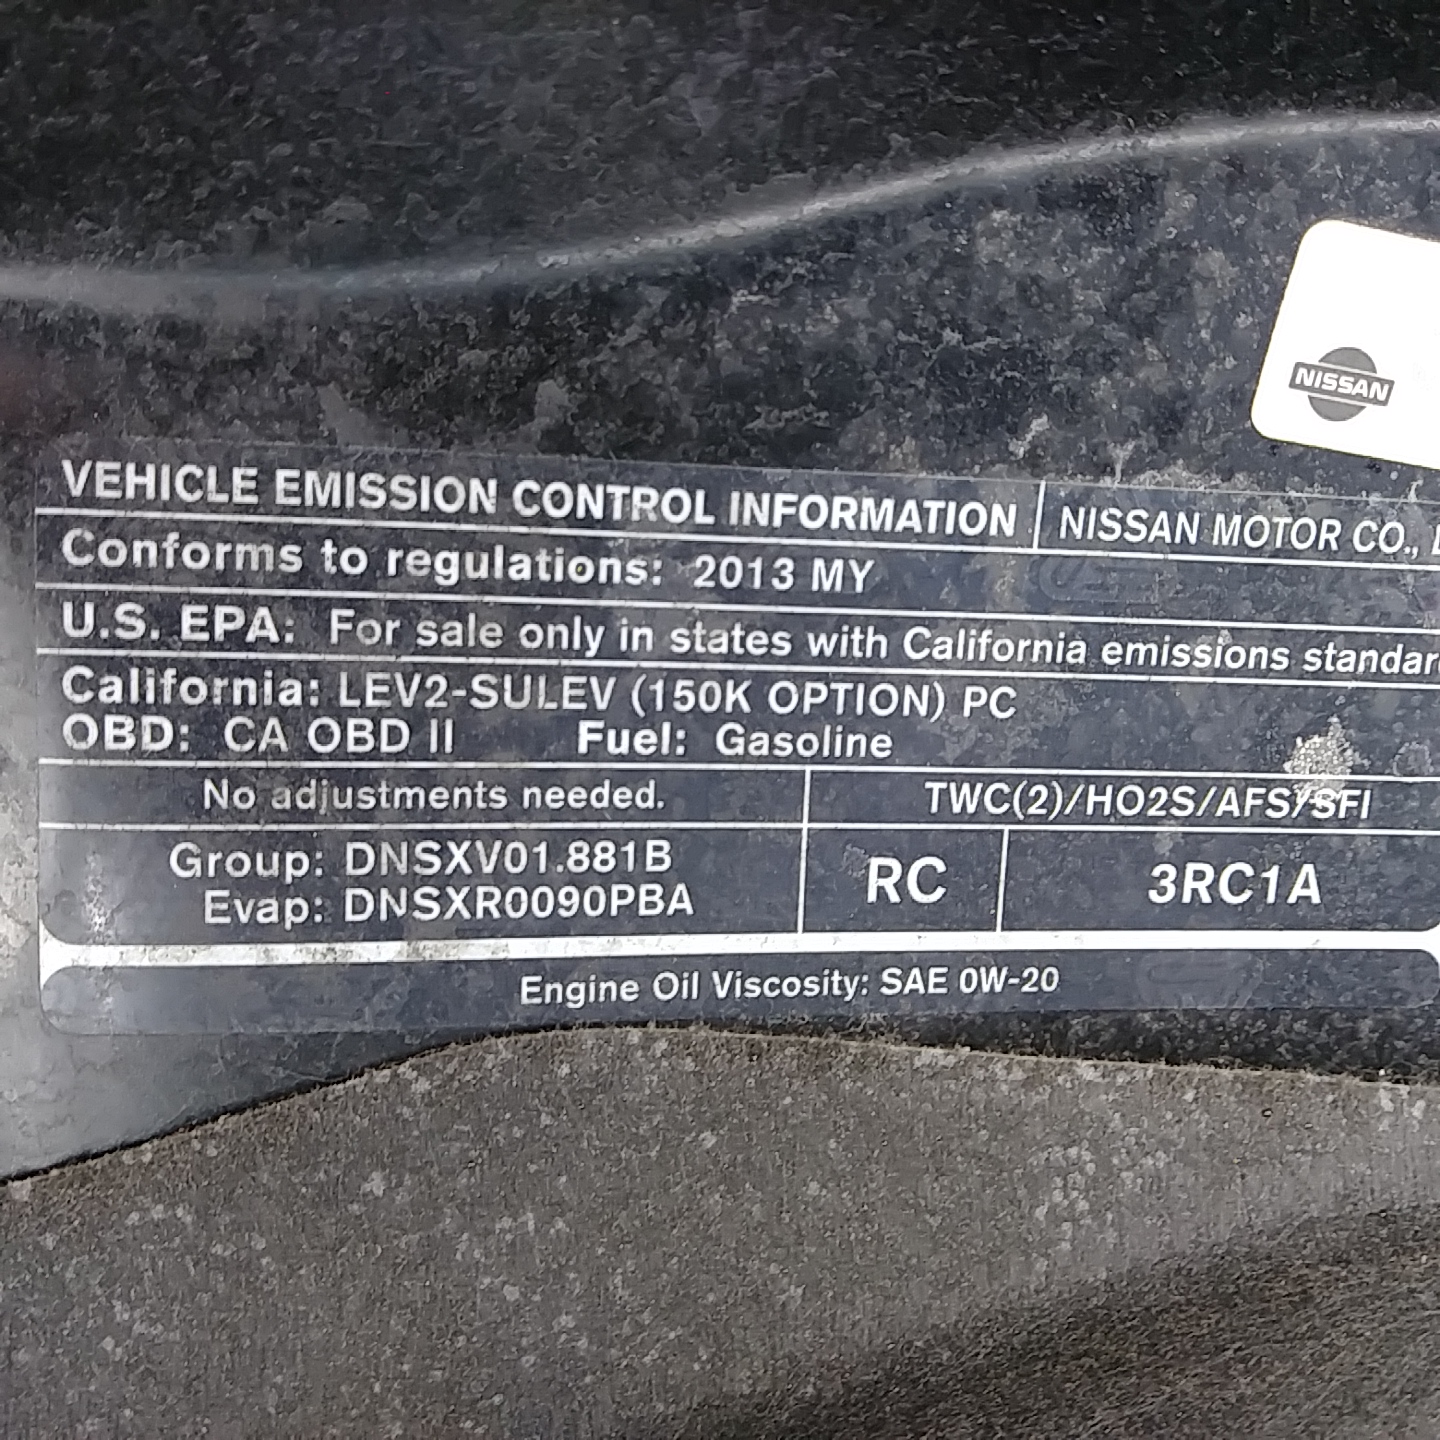 NISSAN
VEHICLE EMISSION CONTROL INFORMATION NISSAN MOTOR CO.,
Conforms to regulations: 2013 MY
U.S. EPA: For sale only in states with California emissions standar
California: LEV2-SULEV (150K OPTION) PC
OBD: CA OBD II Fuel: Gasoline
No adjustments needed. TWC(2)/HO2S/AFS/SFI
Group: DNSXV01.881B
Evap: DNSXR0090PBA
RC 3RC1A
Engine Oil Viscosity: SAE 0W-20